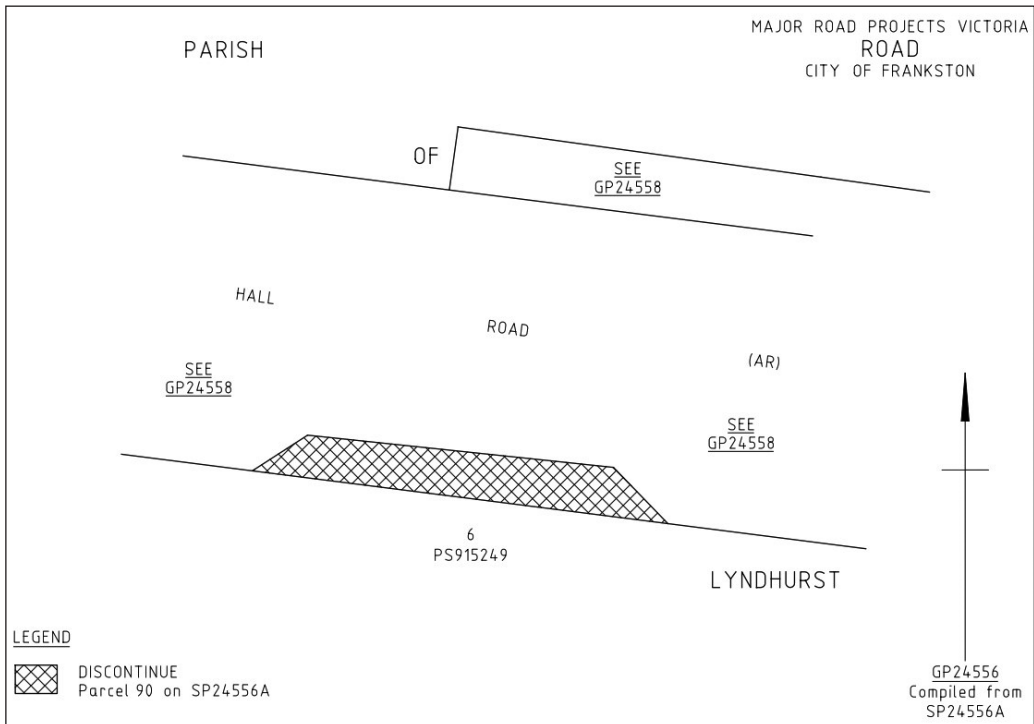 MAJOR ROAD PROJECTS VICTORIA
ROAD
CITY OF FRANKSTON
PARISH
OF
SEE
GP24558
HALL
ROAD
(AR)
SEE
GP24558
SEE
GP24558
6
PS915249
LYNDHURST
LEGEND
DISCONTINUE
Parcel 90 on SP24556A
GP24556
Compiled from
SP24556A